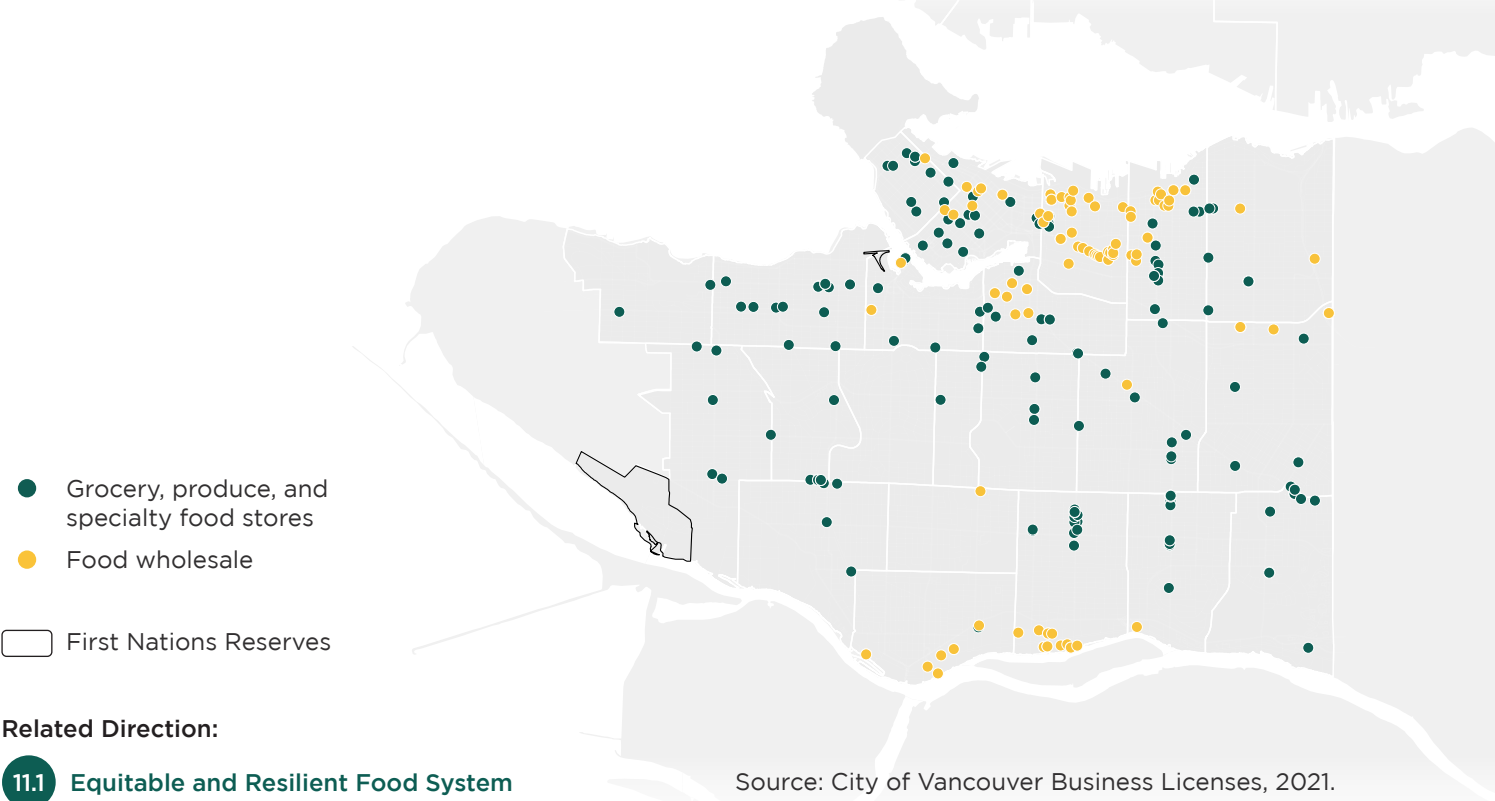 Grocery, produce, and
specialty food stores
Food wholesale
First Nations Reserves
Related Direction:
11.1 Equitable and Resilient Food System
Source: City of Vancouver Business Licenses, 2021.